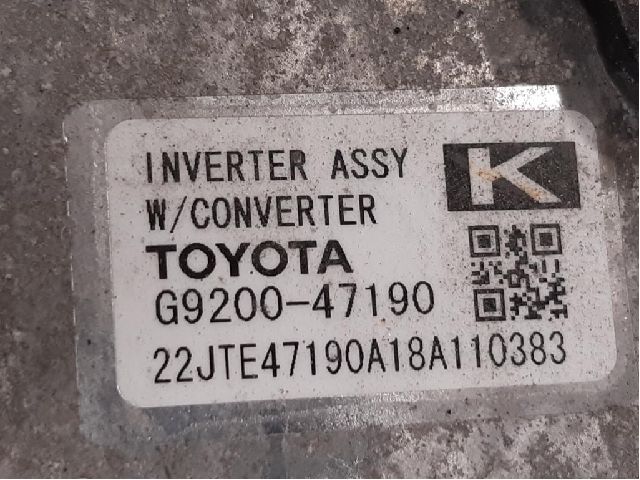 INVERTER ASSY
K
W/CONVERTER
TOYOTA
G9200-47190
22JTE47190A18A110383